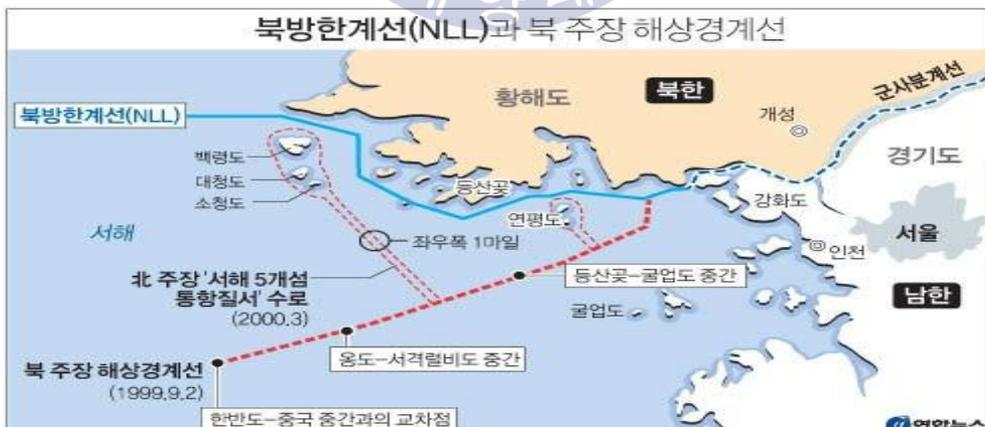 북방한계선(NLL)과 북 주장 해상경계선
북한
황해도
군사분계선
개성
북방한계선(NLL)
경기도
백령도
대청도
소청도
등산곶
강화도
연평도
서해
좌우폭 1마일
서울
인천
北 주장 '서해 5개섬
통항질서' 수로
(2000.3)
등산곶–굴업도 중간
남한
굴업도
옹도–서격렬비도 중간
북 주장 해상경계선
(1999.9.2)
한반도–중국 중간과의 교차점
연합뉴스